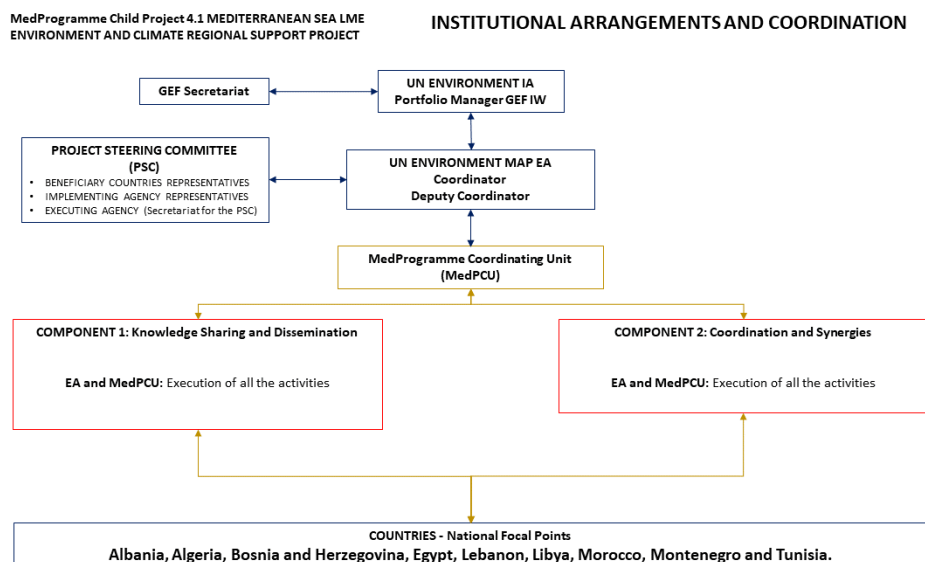 MedProgramme Child Project 4.1 MEDITERRANEAN SEA LME
ENVIRONMENT AND CLIMATE REGIONAL SUPPORT PROJECT
INSTITUTIONAL ARRANGEMENTS AND COORDINATION
GEF Secretariat
UN ENVIRONMENT IA
Portfolio Manager GEF IW
PROJECT STEERING COMMITTEE
(PSC)
• BENEFICIARY COUNTRIES REPRESENTATIVES
• IMPLEMENTING AGENCY REPRESENTATIVES
• EXECUTING AGENCY (Secretariat for the PSC)
UN ENVIRONMENT MAP EA
Coordinator
Deputy Coordinator
MedProgramme Coordinating Unit
(MedPCU)
COMPONENT 1: Knowledge Sharing and Dissemination
EA and MedPCU: Execution of all the activities
COMPONENT 2: Coordination and Synergies
EA and MedPCU: Execution of all the activities
COUNTRIES - National Focal Points
Albania, Algeria, Bosnia and Herzegovina, Egypt, Lebanon, Libya, Morocco, Montenegro and Tunisia.